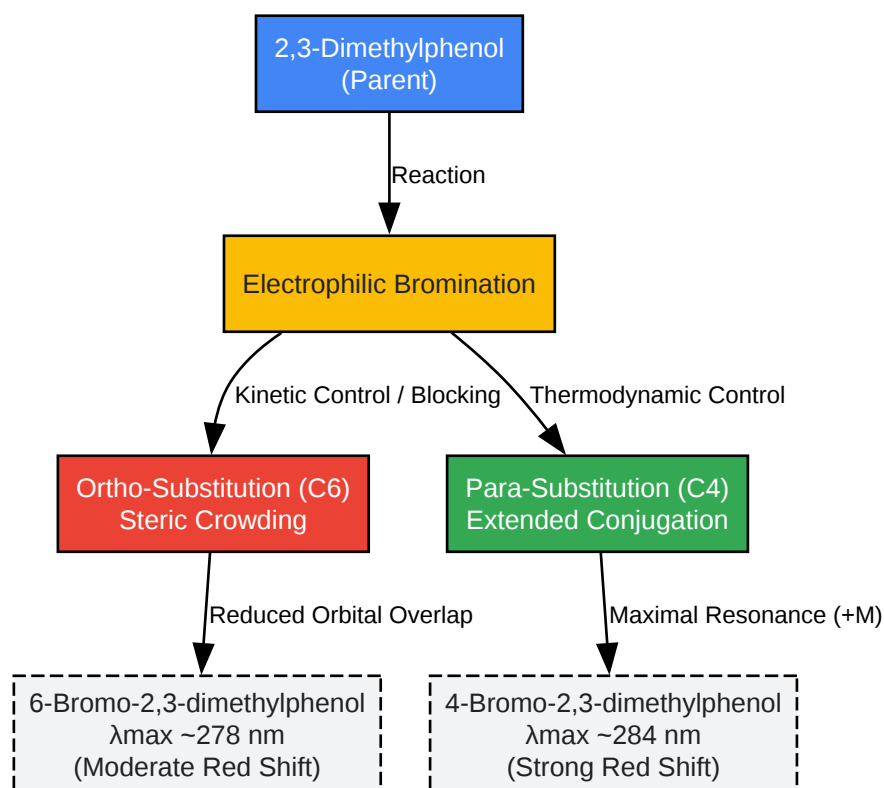 2,3-Dimethylphenol
(Parent)
Reaction
Electrophilic Bromination
Kinetic Control / Blocking
Thermodynamic Control
Ortho-Substitution (C6)
Steric Crowding
Para-Substitution (C4)
Extended Conjugation
Reduced Orbital Overlap
Maximal Resonance (+M)
6-Bromo-2,3-dimethylphenol
λmax ~278 nm
(Moderate Red Shift)
4-Bromo-2,3-dimethylphenol
λmax ~284 nm
(Strong Red Shift)